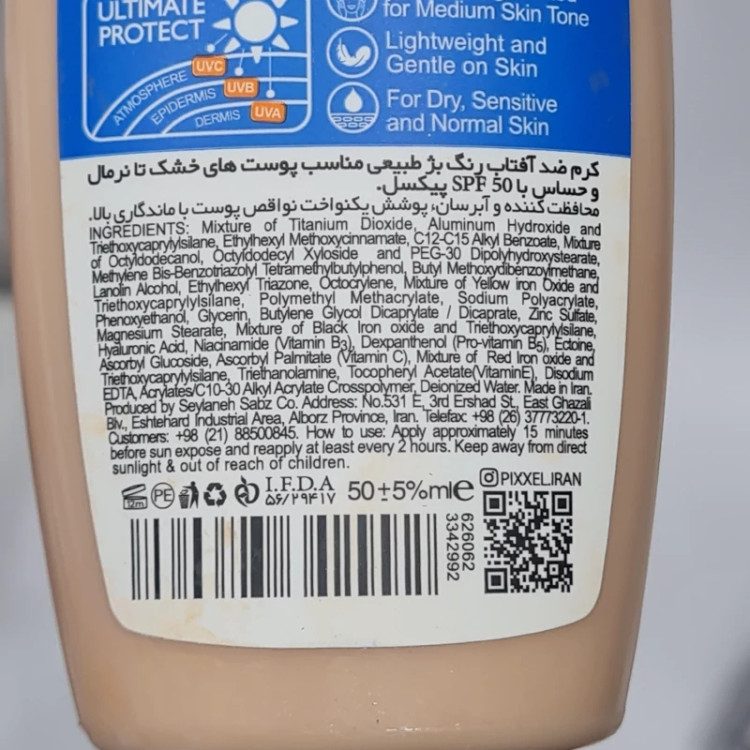 ULTIMATE
PROTECT
UVC
UVB
UVA
ATMOSPHERE
EPIDERMIS
DERMIS
for Medium Skin Tone
Lightweight and
Gentle on Skin
For Dry, Sensitive
and Normal Skin
کرم ضد آفتاب رنگ بژ طبیعی مناسب پوست های خشک تا نرمال
و حساس با SPF 50 پیکسل.
محافظت کننده و آبرسان، پوشش یکنواخت نواقص پوست با ماندگاری بالا.
INGREDIENTS: Mixture of Titanium Dioxide, Aluminum Hydroxide and
Triethoxycaprylylsilane, Ethylhexyl Methoxycinnamate, C12-C15 Alkyl Benzoate, Mixture
of Octyldodecanol, Octyldodecyl Xyloside and PEG-30 Dipolyhydroxystearate,
Methylene Bis-Benzotriazolyl Tetramethylbutylphenol, Butyl Methoxydibenzoylmethane,
Lanolin Alcohol, Ethylhexyl Triazone, Octocrylene, Mixture of Yellow iron Oxide and
Triethoxycaprylylsilane, Polymethyl Methacrylate, Sodium Polyacrylate,
Phenoxyethanol, Glycerin, Butylene Glycol Dicaprylate / Dicaprate, Zinc Sulfate,
Magnesium Stearate, Mixture of Black Iron oxide and Triethoxycaprylylsilane,
Hyaluronic Acid, Niacinamide (Vitamin B3), Dexpanthenol (Pro-vitamin B5), Ectoine,
Ascorbyl Glucoside, Ascorbyl Palmitate (Vitamin C), Mixture of Red Iron oxide and
Triethoxycaprylylsilane, Triethanolamine, Tocopheryl Acetate(VitaminE), Disodium
EDTA, Acrylates/C10-30 Alkyl Acrylate Crosspolymer, Deionized Water. Made in Iran.
Produced by Seylaneh Sabz Co. Address: No.531 E, 3rd Ershad St., East Ghazali
Blv., Eshtehard Industrial Area, Alborz Province, Iran. Telefax: +98 (26) 37773220-1.
Customers: +98 (21) 88500845. How to use: Apply approximately 15 minutes
before sun expose and reapply at least every 2 hours. Keep away from direct
sunlight & out of reach of children.
12m
PE
I.F.D.A
۵۶/۲۹۴۱۷
50±5%ml℮
PIXXEL.IRAN
626062
3342992